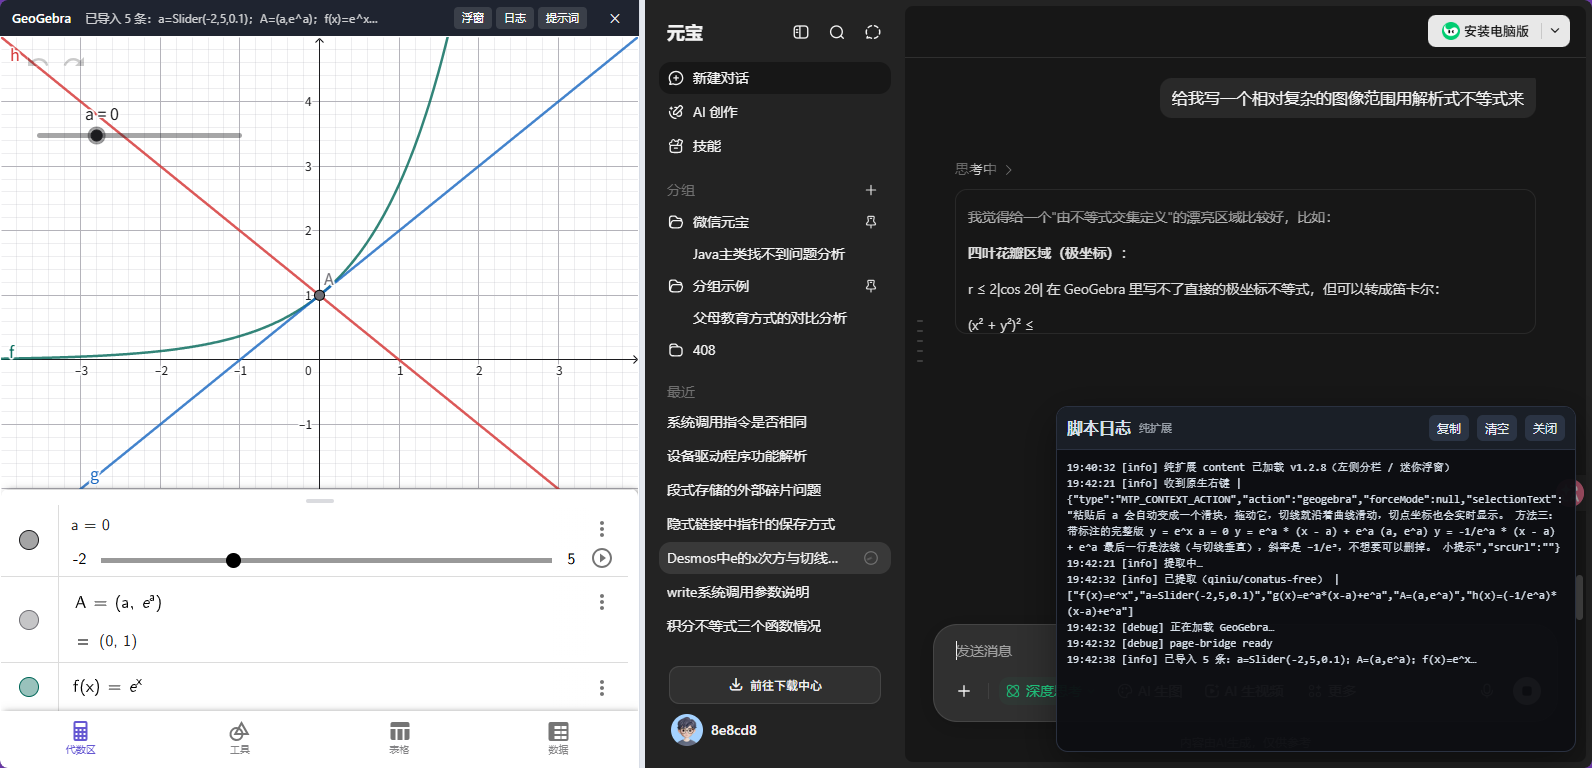 GeoGebra 已导入 5 条：a=Slider(-2,5,0.1)；A=(a,e^a)；f(x)=e^x…
浮窗 日志 提示词 ×
h
a = 0
4
3
2
1
A
f
-3 -2 -1 0 1 2 3
-1
g
a = 0
-2 5
A = (a, eᵃ)
= (0, 1)
f(x) = eˣ
代数区 工具 表格 数据
元宝
新建对话
AI 创作
技能
分组
微信元宝
Java主类找不到问题分析
分组示例
父母教育方式的对比分析
408
最近
系统调用指令是否相同
设备驱动程序功能解析
段式存储的外部碎片问题
隐式链接中指针的保存方式
Desmos中e的x次方与切线...
write系统调用参数说明
积分不等式三个函数情况
前往下载中心
8e8cd8
安装电脑版
给我写一个相对复杂的图像范围用解析式不等式来
思考中
我觉得给一个"由不等式交集定义"的漂亮区域比较好，比如：
四叶花瓣区域（极坐标）：
r ≤ 2|cos 2θ| 在 GeoGebra 里写不了直接的极坐标不等式，但可以转成笛卡尔：
(x² + y²)² ≤
脚本日志 纯扩展
复制 清空 关闭
19:40:32 [info] 纯扩展 content 已加载 v1.2.8（左侧分栏 / 迷你浮窗）
19:42:21 [info] 收到原生右键 |
{"type":"MTP_CONTEXT_ACTION","action":"geogebra","forceMode":null,"selectionText":
"粘贴后 a 会自动变成一个滑块，拖动它，切线就沿着曲线滑动，切点坐标也会实时显示。 方法三：
带标注的完整版 y = e^x a = 0 y = e^a * (x - a) + e^a (a, e^a) y = -1/e^a * (x - a)
+ e^a 最后一行是法线（与切线垂直），斜率是 -1/eᵃ，不想要可以删掉。 小提示","srcUrl":""}
19:42:21 [info] 提取中…
19:42:32 [info] 已提取（qiniu/conatus-free） |
["f(x)=e^x","a=Slider(-2,5,0.1)","g(x)=e^a*(x-a)+e^a","A=(a,e^a)","h(x)=(-1/e^a)*
(x-a)+e^a"]
19:42:32 [debug] 正在加载 GeoGebra…
19:42:32 [debug] page-bridge ready
19:42:38 [info] 已导入 5 条：a=Slider(-2,5,0.1)；A=(a,e^a)；f(x)=e^x…
发送消息
深度
AI 生图 AI 生视频 更多